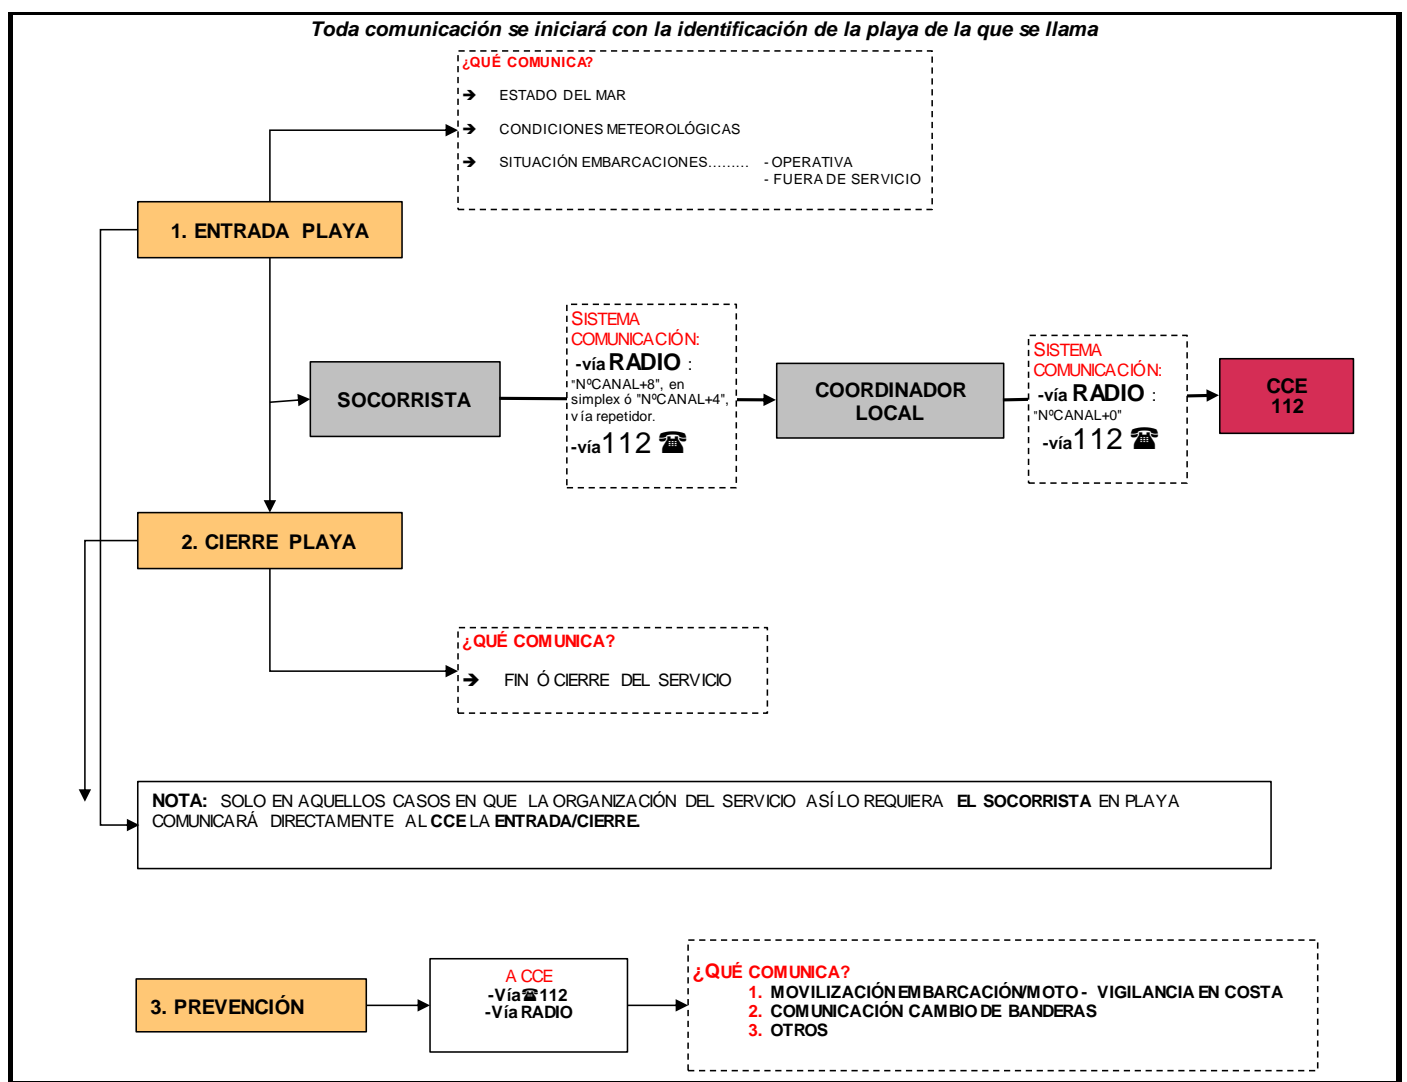 Toda comunicación se iniciará con la identificación de la playa de la que se llama
¿QUÉ COMUNICA?
➔ ESTADO DEL MAR
➔ CONDICIONES METEOROLÓGICAS
➔ SITUACIÓN EMBARCACIONES......... - OPERATIVA
- FUERA DE SERVICIO
1. ENTRADA PLAYA
SOCORRISTA
SISTEMA
COMUNICACIÓN:
-vía RADIO :
"NºCANAL+8", en
simplex ó "NºCANAL+4",
vía repetidor.
-vía 112 ☎
COORDINADOR
LOCAL
SISTEMA
COMUNICACIÓN:
-vía RADIO :
"NºCANAL+0"
-vía 112 ☎
CCE
112
2. CIERRE PLAYA
¿QUÉ COMUNICA?
➔ FIN Ó CIERRE DEL SERVICIO
NOTA: SOLO EN AQUELLOS CASOS EN QUE LA ORGANIZACIÓN DEL SERVICIO ASÍ LO REQUIERA EL SOCORRISTA EN PLAYA
COMUNICARÁ DIRECTAMENTE AL CCE LA ENTRADA/CIERRE.
3. PREVENCIÓN
A CCE
-Vía☎112
-Vía RADIO
¿QUÉ COMUNICA?
1. MOVILIZACIÓN EMBARCACIÓN/MOTO - VIGILANCIA EN COSTA
2. COMUNICACIÓN CAMBIO DE BANDERAS
3. OTROS